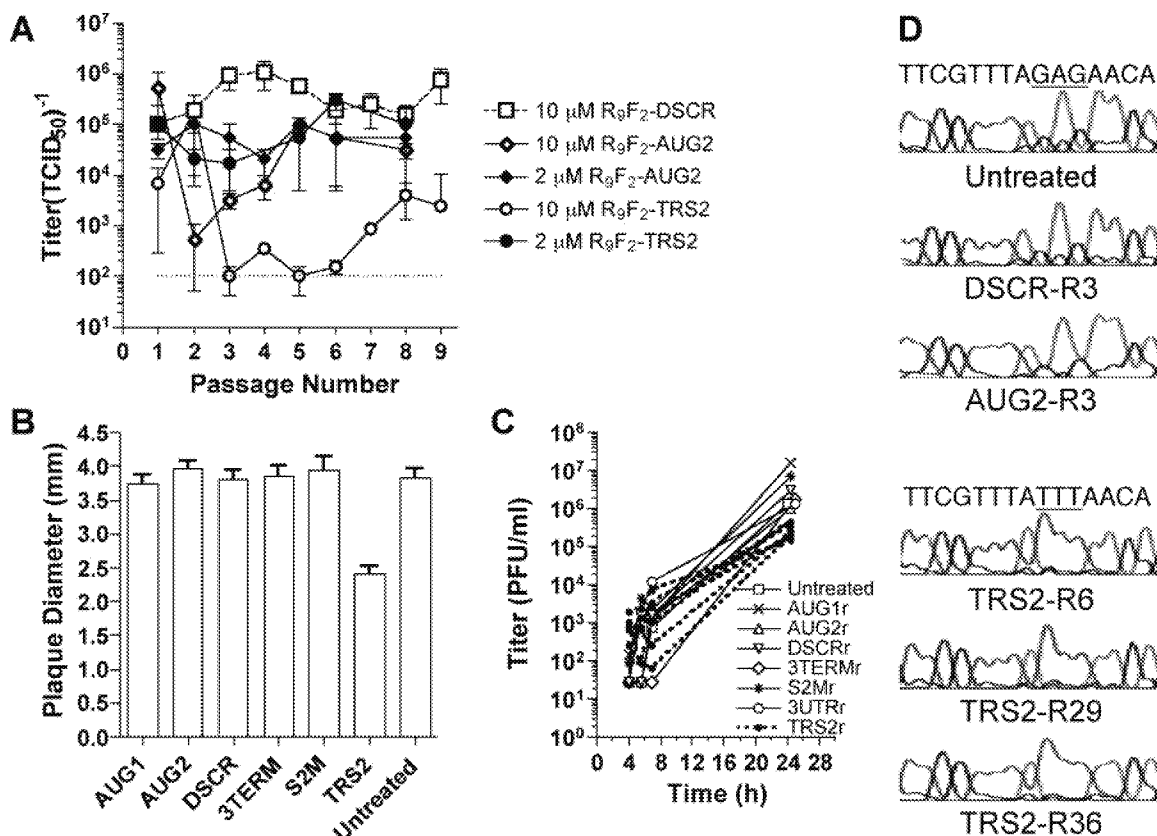 A
Titer(TCID50)-1
10⁷
10⁶
10⁵
10⁴
10³
10²
10¹
0 1 2 3 4 5 6 7 8 9
Passage Number
10 µM R₉F₂-DSCR
10 µM R₉F₂-AUG2
2 µM R₉F₂-AUG2
10 µM R₉F₂-TRS2
2 µM R₉F₂-TRS2
B
Plaque Diameter (mm)
4.5
4.0
3.5
3.0
2.5
2.0
1.5
1.0
0.5
0.0
AUG1 AUG2 DSCR 3TERM S2M TRS2 Untreated
C
Titer (PFU/ml)
10⁸
10⁷
10⁶
10⁵
10⁴
10³
10²
10¹
10⁰
0 4 8 12 16 20 24 28
Time (h)
Untreated
AUG1r
AUG2r
DSCRr
3TERMr
S2Mr
3UTRr
TRS2r
D
TTCGTTTAGAGAACA
Untreated
DSCR-R3
AUG2-R3
TTCGTTTATTTAACA
TRS2-R6
TRS2-R29
TRS2-R36